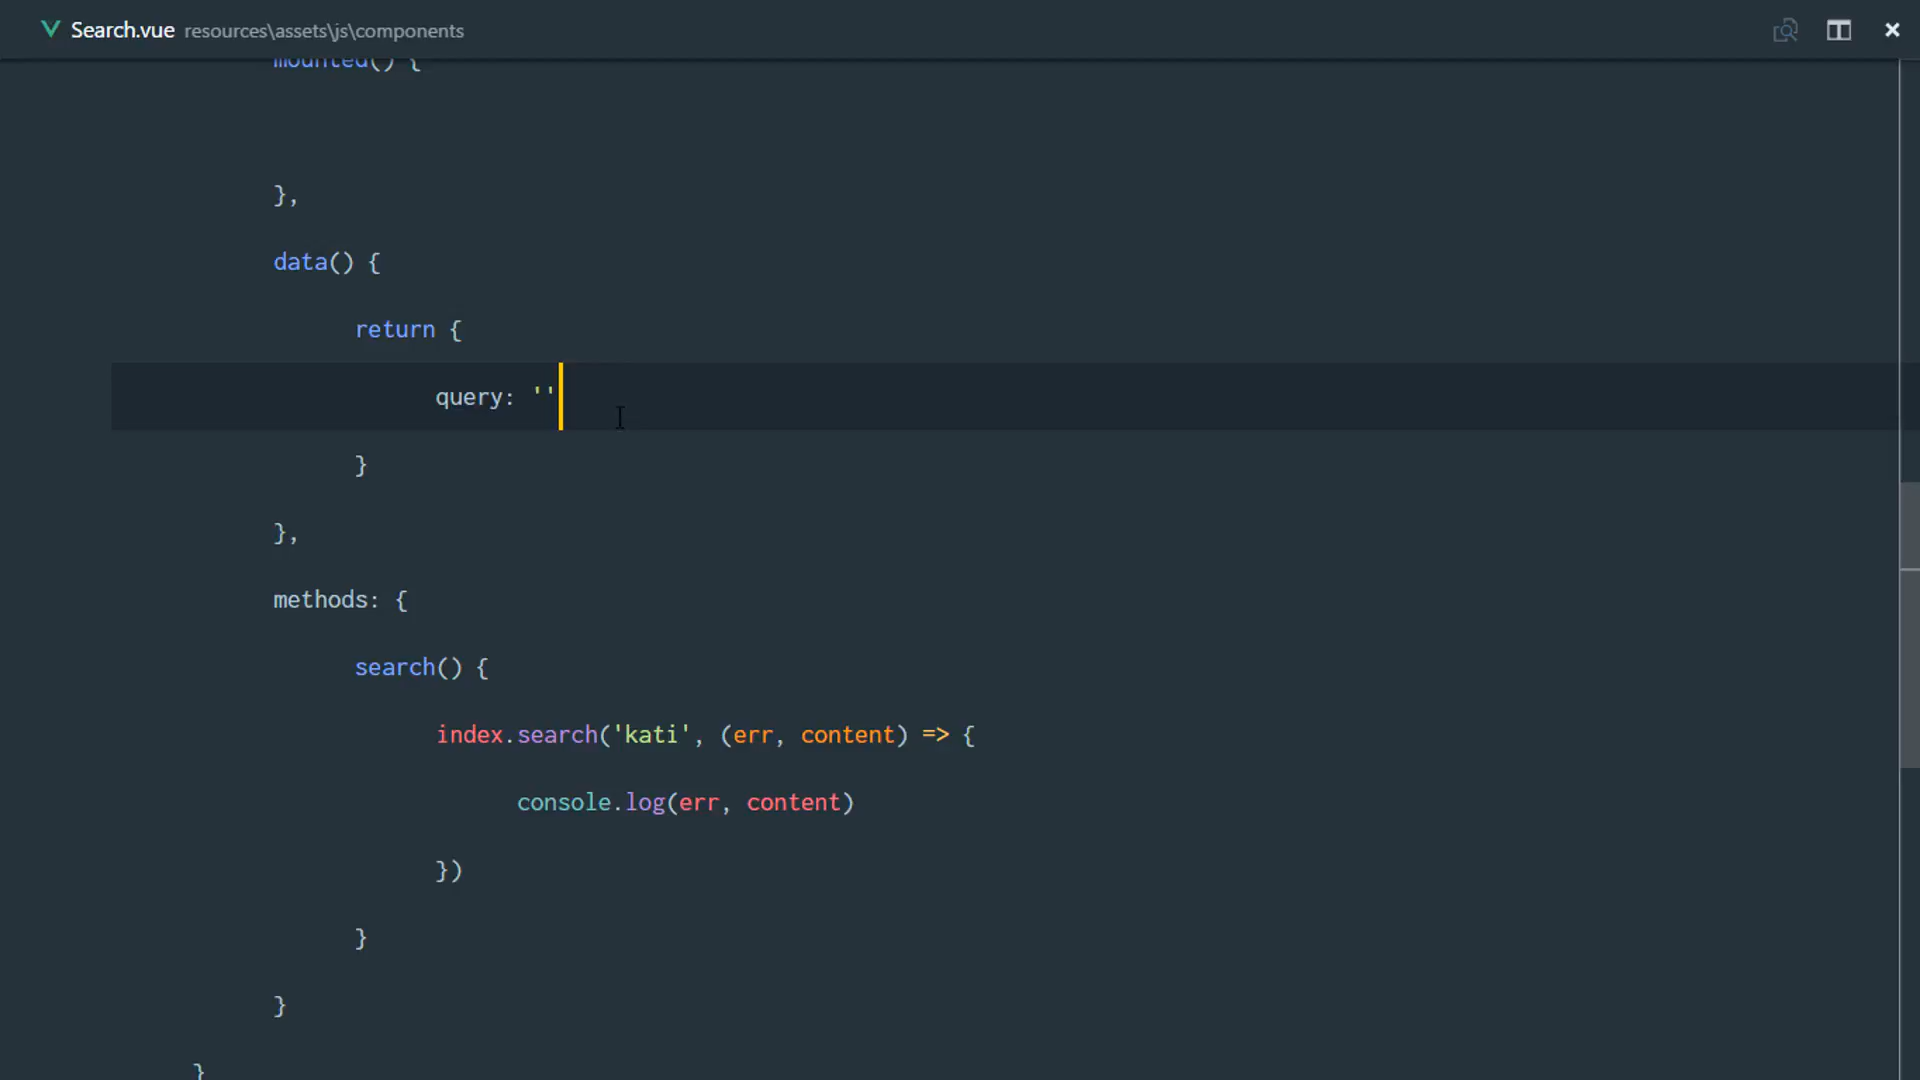 Search.vue resources\assets\js\components
mounted() {
},
data() {
return {
query: ''
}
},
methods: {
search() {
index.search('kati', (err, content) => {
console.log(err, content)
})
}
}
}